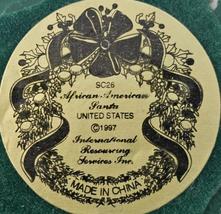 SC26
African American
Santa
UNITED STATES
©1997
International
Resourcing
Services Inc.
MADE IN CHINA